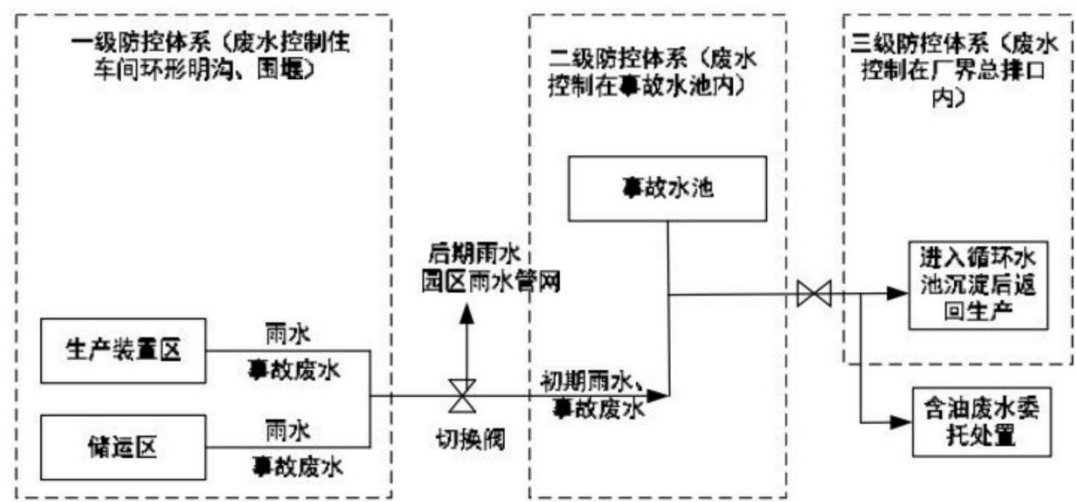 一级防控体系（废水控制住
车间环形明沟、围堰）
二级防控体系（废水
控制在事故水池内）
三级防控体系（废水
控制在厂界总排口
内）
事故水池
后期雨水
园区雨水管网
进入循环水
池沉淀后返
回生产
生产装置区
雨水
事故废水
初期雨水、
事故废水
切换阀
储运区
雨水
事故废水
含油废水委
托处置